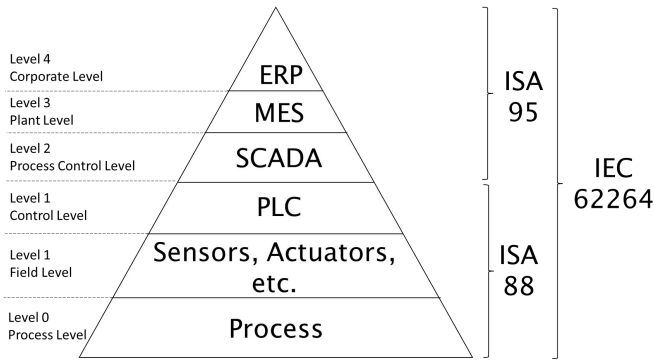 Level 4
Corporate Level
ERP
Level 3
Plant Level
MES
Level 2
Process Control Level
SCADA
Level 1
Control Level
PLC
Level 1
Field Level
Sensors, Actuators,
etc.
Level 0
Process Level
Process
ISA
95
ISA
88
IEC
62264